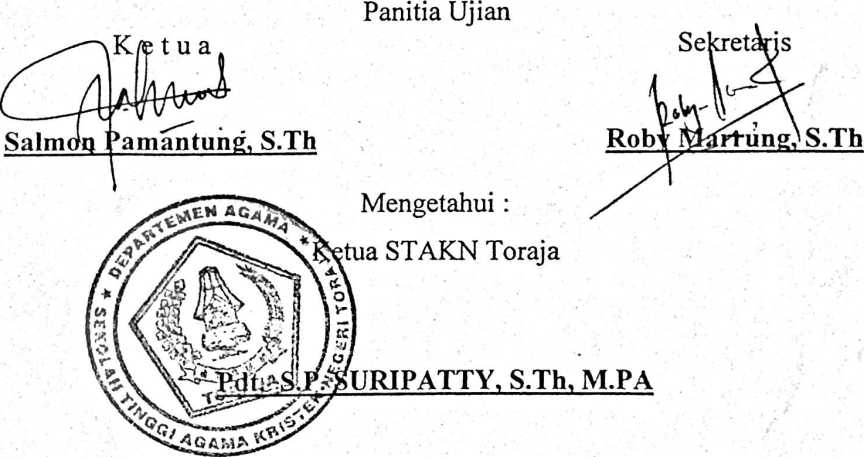 Panitia Ujian
Ketua
Sekretaris
Salmon Pamantung, S.Th
Roby Martung, S.Th
Mengetahui :
Ketua STAKN Toraja
Pdt. S.P. SURIPATTY, S.Th, M.PA
DEPARTEMEN AGAMA
SEKOLAH TINGGI AGAMA KRISTEN NEGERI TORAJA